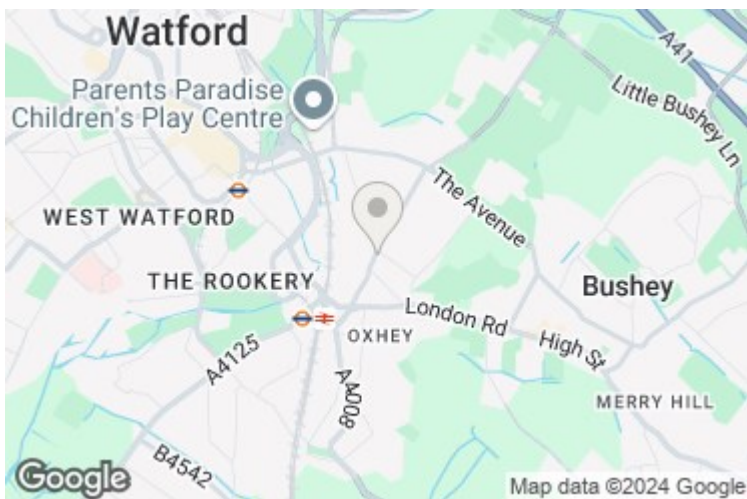 Watford
A41
Parents Paradise
Children's Play Centre
Little Bushey Ln
The Avenue
WEST WATFORD
THE ROOKERY
Bushey
London Rd
High St
OXHEY
A4125
A4008
MERRY HILL
B4542
Google
Map data ©2024 Google